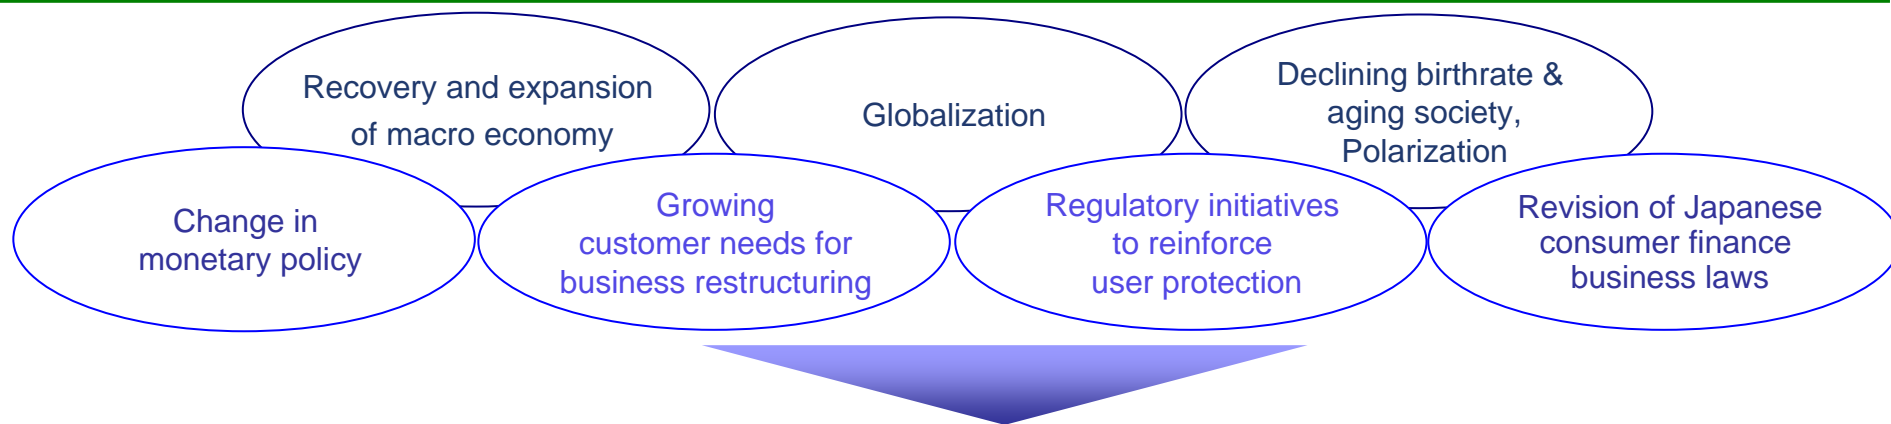 Recovery and expansion
of macro economy
Globalization
Declining birthrate &
aging society,
Polarization
Change in
monetary policy
Growing
customer needs for
business restructuring
Regulatory initiatives
to reinforce
user protection
Revision of Japanese
consumer finance
business laws